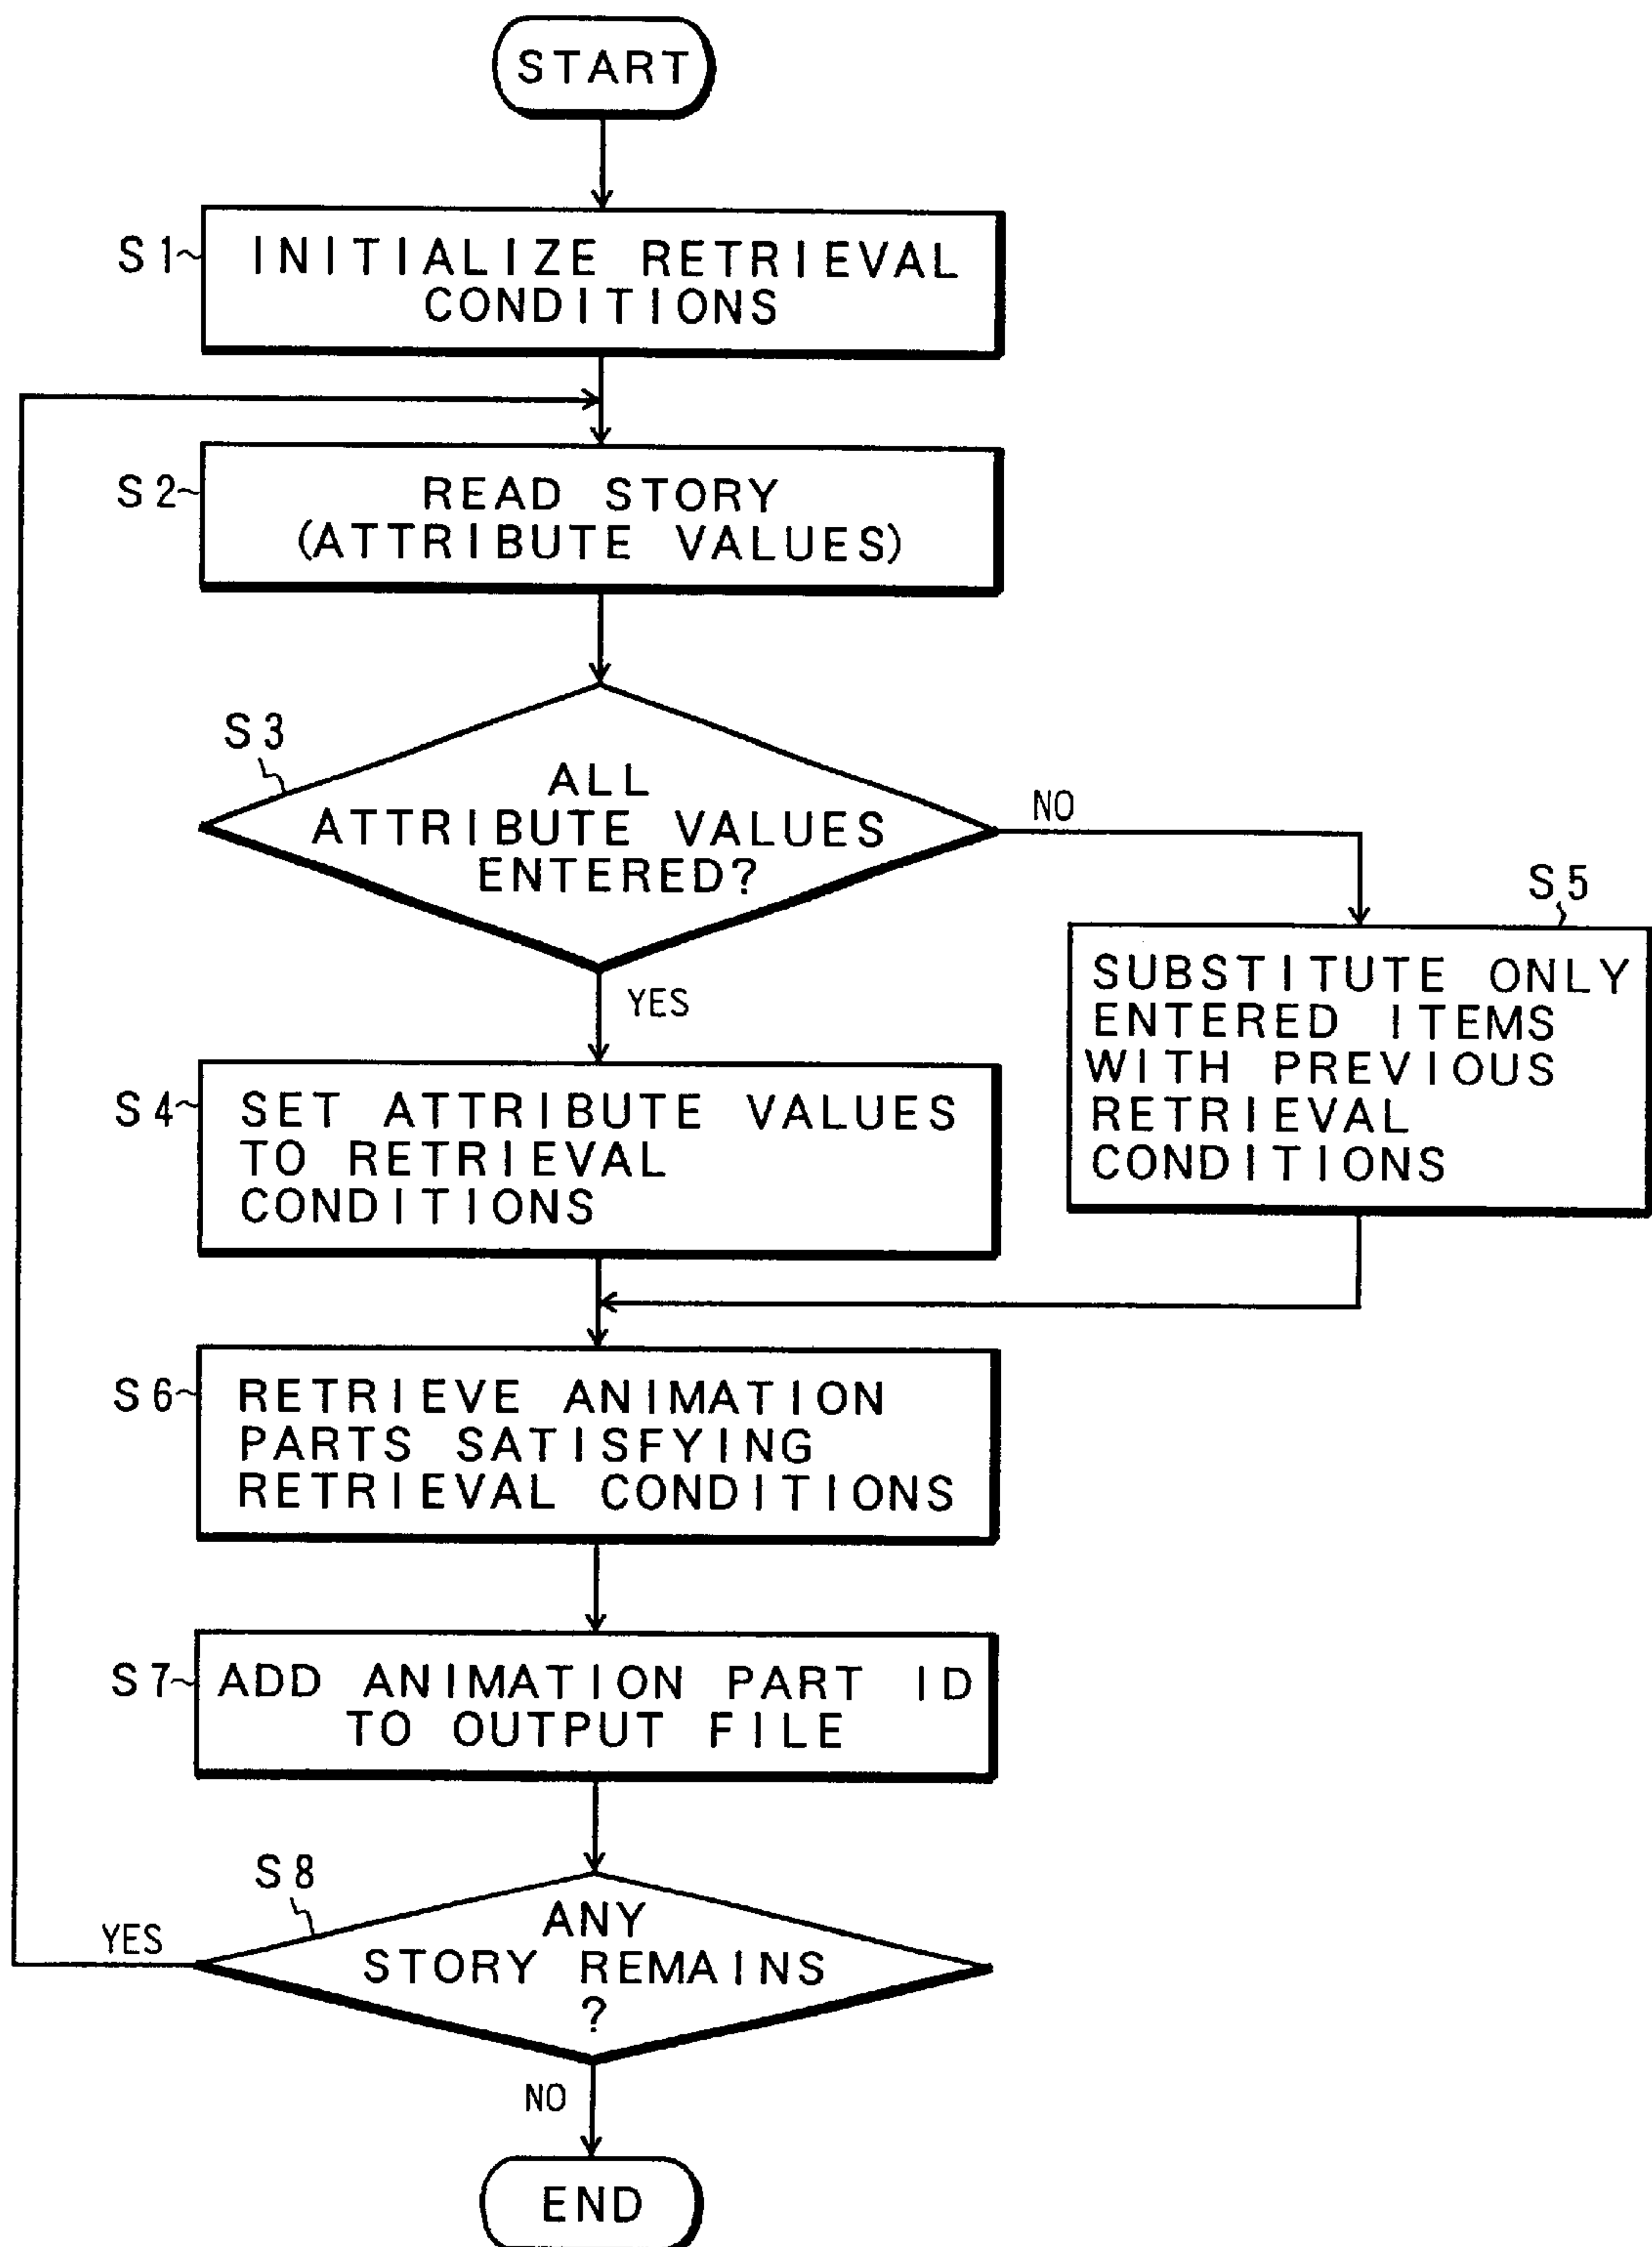 START
S1
INITIALIZE RETRIEVAL
CONDITIONS
S2
READ STORY
(ATTRIBUTE VALUES)
S3
ALL
ATTRIBUTE VALUES
ENTERED?
NO
YES
S5
SUBSTITUTE ONLY
ENTERED ITEMS
WITH PREVIOUS
RETRIEVAL
CONDITIONS
S4
SET ATTRIBUTE VALUES
TO RETRIEVAL
CONDITIONS
S6
RETRIEVE ANIMATION
PARTS SATISFYING
RETRIEVAL CONDITIONS
S7
ADD ANIMATION PART ID
TO OUTPUT FILE
S8
ANY
STORY REMAINS
?
YES
NO
END